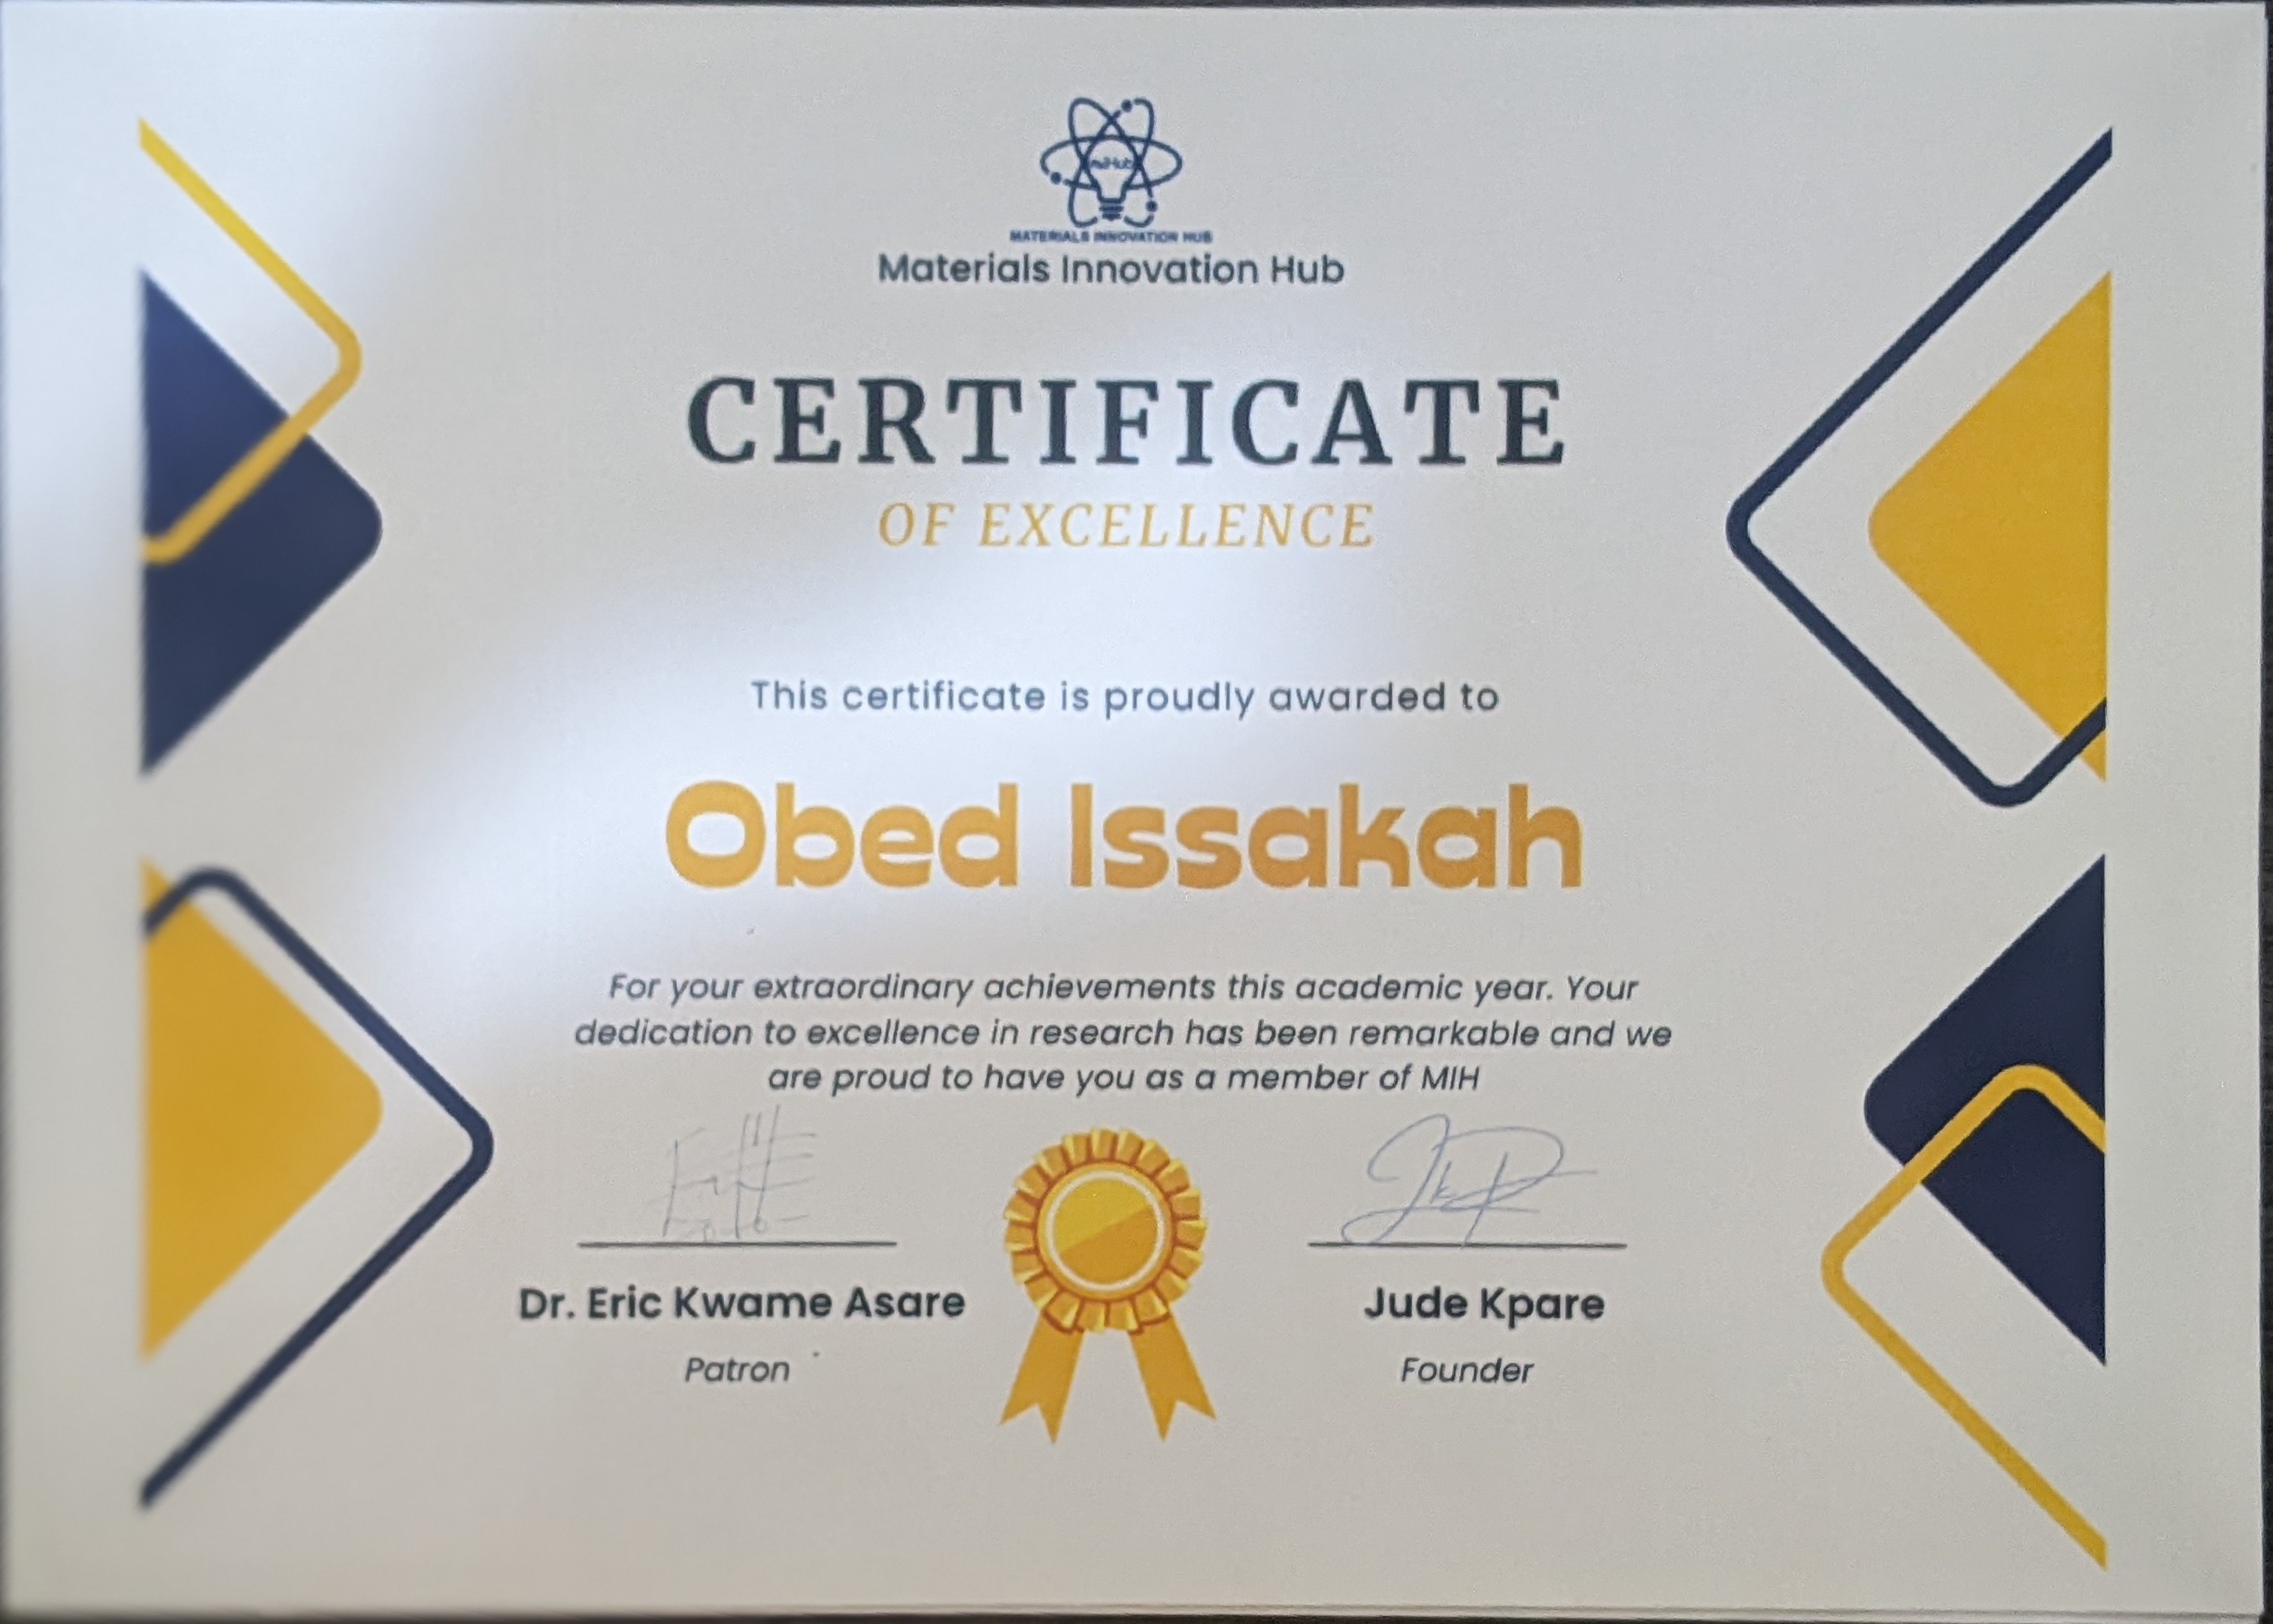 miHub
MATERIALS INNOVATION HUB
Materials Innovation Hub
CERTIFICATE
OF EXCELLENCE
This certificate is proudly awarded to
Obed Issakah
For your extraordinary achievements this academic year. Your
dedication to excellence in research has been remarkable and we
are proud to have you as a member of MIH
Dr. Eric Kwame Asare
Patron
Jude Kpare
Founder